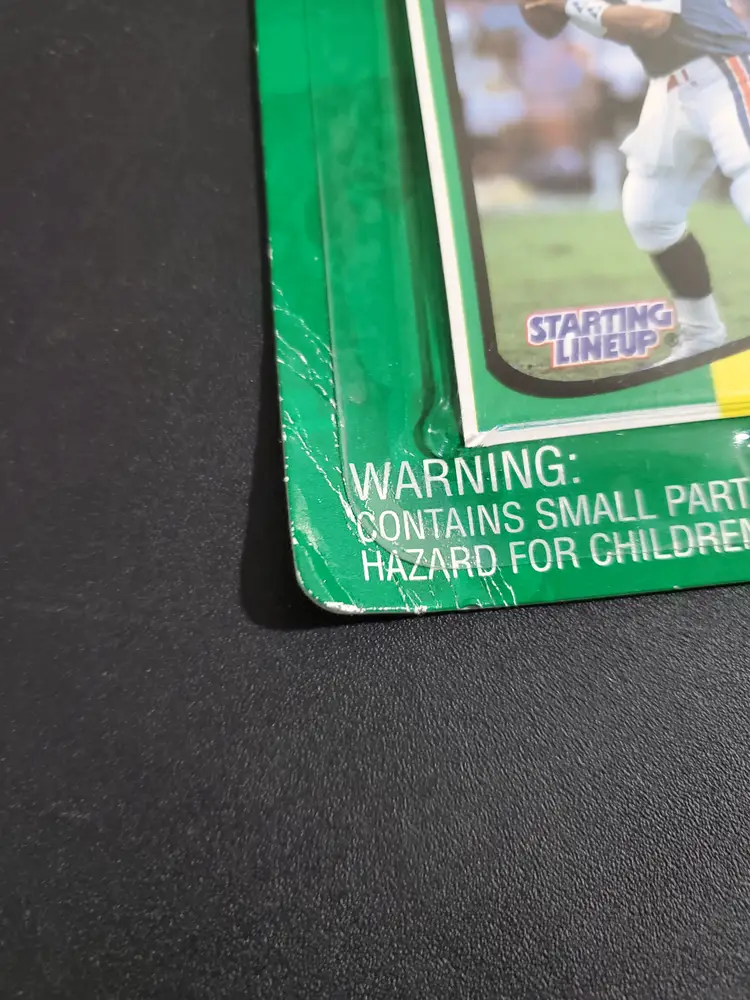 STARTING
LINEUP
WARNING:
CONTAINS SMALL PART
HAZARD FOR CHILDREN